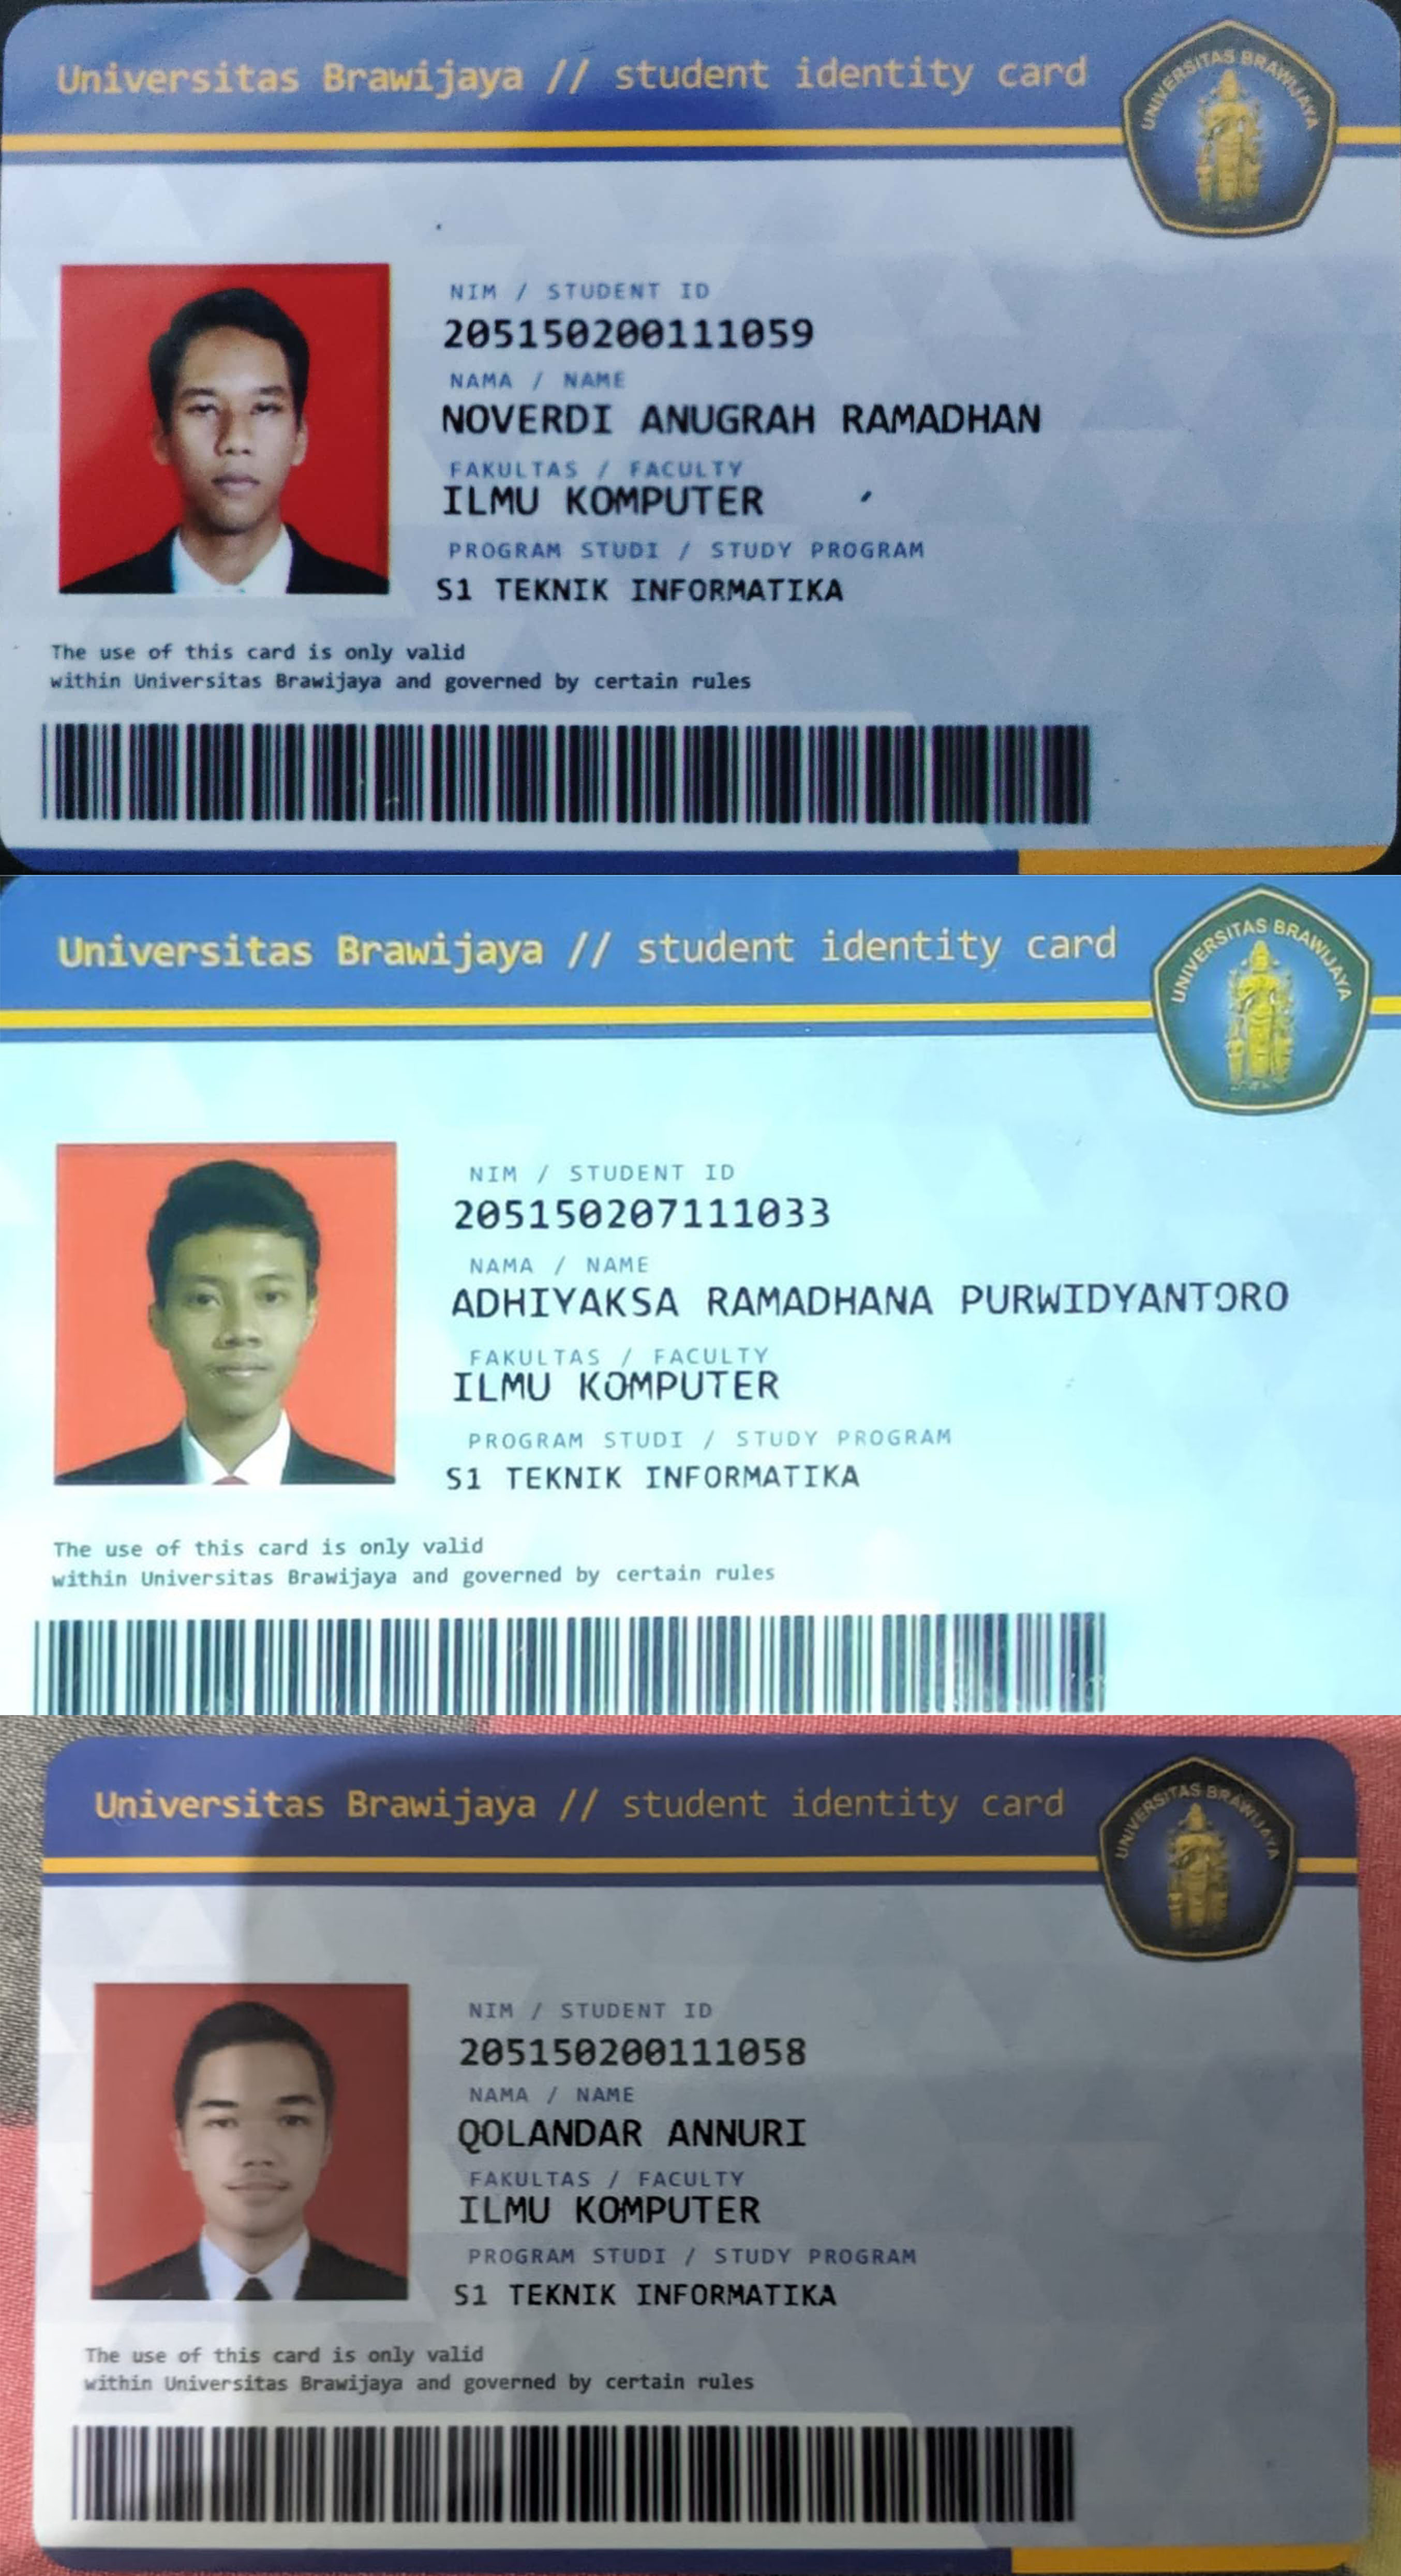 Universitas Brawijaya // student identity card
UNIVERSITAS BRAWIJAYA
NIM / STUDENT ID
205150200111059
NAMA / NAME
NOVERDI ANUGRAH RAMADHAN
FAKULTAS / FACULTY
ILMU KOMPUTER
PROGRAM STUDI / STUDY PROGRAM
S1 TEKNIK INFORMATIKA
The use of this card is only valid
within Universitas Brawijaya and governed by certain rules
Universitas Brawijaya // student identity card
UNIVERSITAS BRAWIJAYA
NIM / STUDENT ID
205150207111033
NAMA / NAME
ADHIYAKSA RAMADHANA PURWIDYANTORO
FAKULTAS / FACULTY
ILMU KOMPUTER
PROGRAM STUDI / STUDY PROGRAM
S1 TEKNIK INFORMATIKA
The use of this card is only valid
within Universitas Brawijaya and governed by certain rules
Universitas Brawijaya // student identity card
UNIVERSITAS BRAWIJAYA
NIM / STUDENT ID
205150200111058
NAMA / NAME
QOLANDAR ANNURI
FAKULTAS / FACULTY
ILMU KOMPUTER
PROGRAM STUDI / STUDY PROGRAM
S1 TEKNIK INFORMATIKA
The use of this card is only valid
within Universitas Brawijaya and governed by certain rules